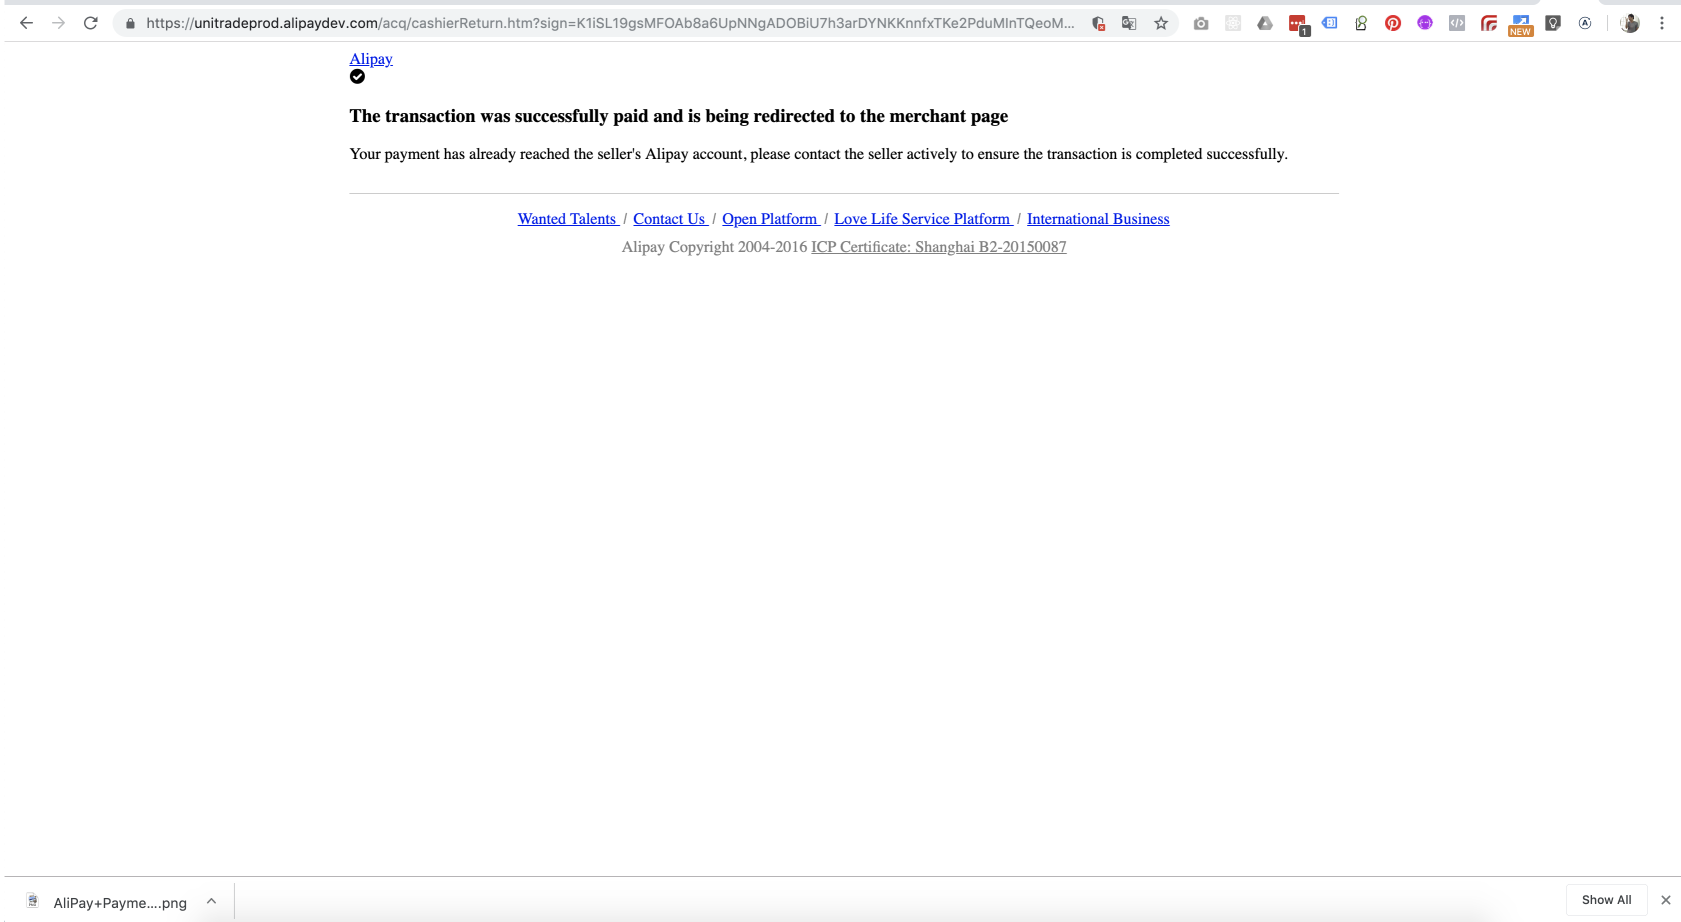 https://unitradeprod.alipaydev.com/acq/cashierReturn.htm?sign=K1iSL19gsMFOAb8a6UpNNgADOBiU7h3arDYNKKnnfxTKe2PduMInTQeoM...
1
NEW
Alipay
The transaction was successfully paid and is being redirected to the merchant page
Your payment has already reached the seller's Alipay account, please contact the seller actively to ensure the transaction is completed successfully.
Wanted Talents / Contact Us / Open Platform / Love Life Service Platform / International Business
Alipay Copyright 2004-2016 ICP Certificate: Shanghai B2-20150087
AliPay+Payme....png
Show All